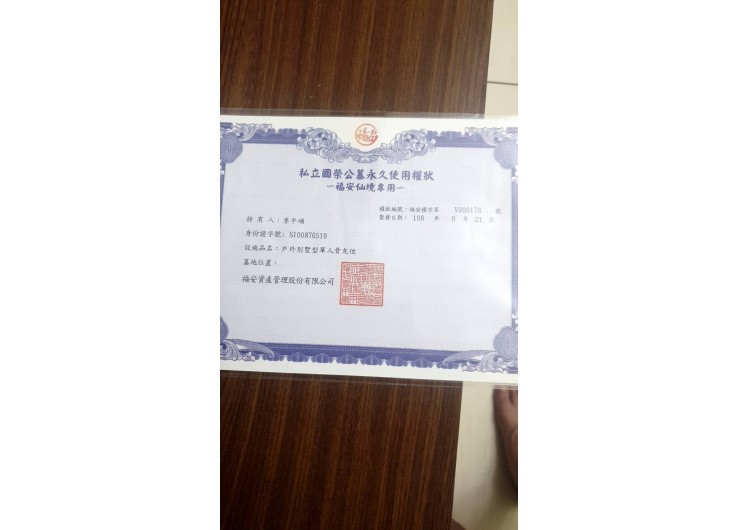 私立國榮公墓永久使用權狀
－福安仙境專用－
權狀編號：福安權字第 V000176 號
製發日期：106 年 9 月 21 日
持有人：李平順
身份證字號：S100876519
設施品名：戶外別墅型單人骨灰位
墓地位置：
福安資產管理股份有限公司